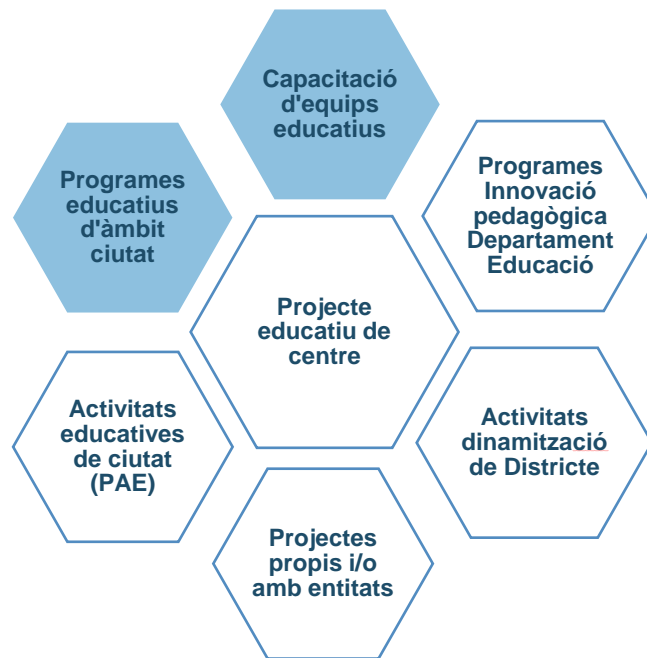 Capacitació
d'equips
educatius
Programes
educatius
d'àmbit
ciutat
Programes
Innovació
pedagògica
Departament
Educació
Projecte
educatiu de
centre
Activitats
educatives
de ciutat
(PAE)
Activitats
dinamització
de Districte
Projectes
propis i/o
amb entitats